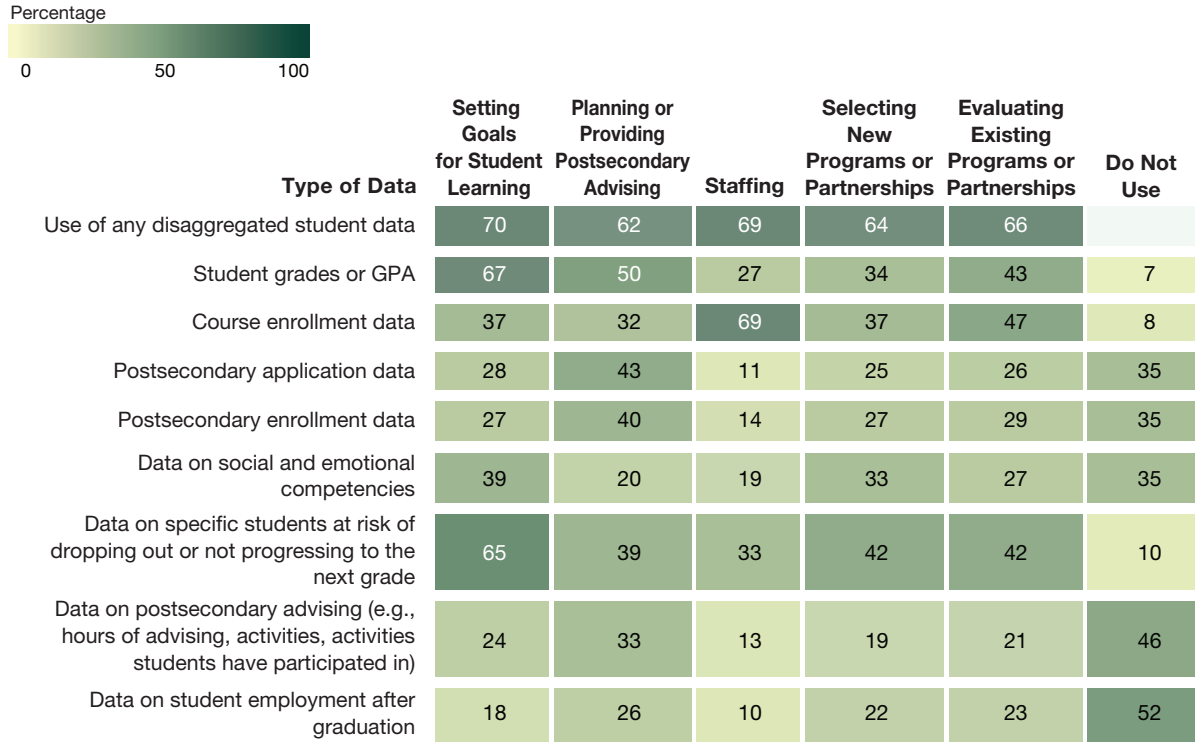 Percentage
0 50 100
Type of Data
Setting Goals for Student Learning
Planning or Providing Postsecondary Advising
Staffing
Selecting New Programs or Partnerships
Evaluating Existing Programs or Partnerships
Do Not Use
Use of any disaggregated student data 70 62 69 64 66
Student grades or GPA 67 50 27 34 43 7
Course enrollment data 37 32 69 37 47 8
Postsecondary application data 28 43 11 25 26 35
Postsecondary enrollment data 27 40 14 27 29 35
Data on social and emotional
competencies 39 20 19 33 27 35
Data on specific students at risk of
dropping out or not progressing to the
next grade 65 39 33 42 42 10
Data on postsecondary advising (e.g.,
hours of advising, activities, activities
students have participated in) 24 33 13 19 21 46
Data on student employment after
graduation 18 26 10 22 23 52